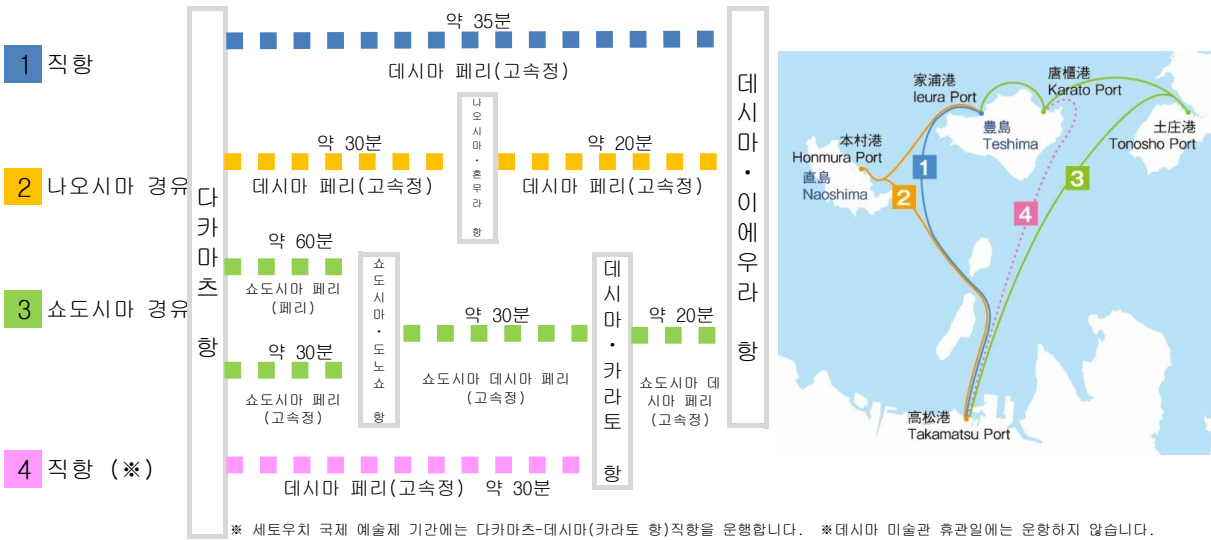 약 35분
1 직항
데시마 페리(고속정)
다카마츠 항
데시마・이에우라 항
나오시마・혼무라 항
약 30분
약 20분
2 나오시마 경유
데시마 페리(고속정)
데시마 페리(고속정)
약 60분
쇼도시마 페리
(페리)
3 쇼도시마 경유
약 30분
쇼도시마 페리
(고속정)
쇼도시마・도노쇼 항
약 30분
쇼도시마 데시마 페리
(고속정)
데시마・카라토 항
약 20분
쇼도시마 데
시마 페리
(고속정)
4 직항 (※)
데시마 페리(고속정) 약 30분
家浦港
Ieura Port
唐櫃港
Karato Port
豊島
Teshima
土庄港
Tonosho Port
本村港
Honmura Port
直島
Naoshima
1
2
3
4
高松港
Takamatsu Port
※ 세토우치 국제 예술제 기간에는 다카마츠-데시마(카라토 항)직항을 운행합니다. ※데시마 미술관 휴관일에는 운항하지 않습니다.